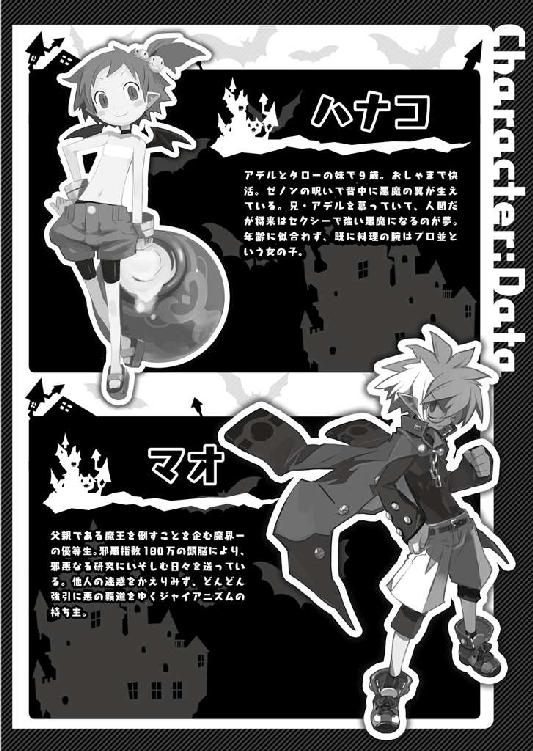 Character:Data
ハナコ
アデルとタローの妹で9歳。おしゃまで快
活。ゼノンの呪いで背中に悪魔の翼が生え
ている。兄・アデルを慕っていて、人間だ
が将来はセクシーで強い悪魔になるのが夢。
年齢に似合わず、既に料理の腕はプロ並と
いう女の子。
マオ
父親である魔王を倒すことを企む魔界一
の優等生。邪悪指数180万の頭脳により、
邪悪なる研究にいそしむ日々を送ってい
る。他人の迷惑をかえりみず、どんどん
強引に悪の覇道をゆくジャイアニズムの
持ち主。